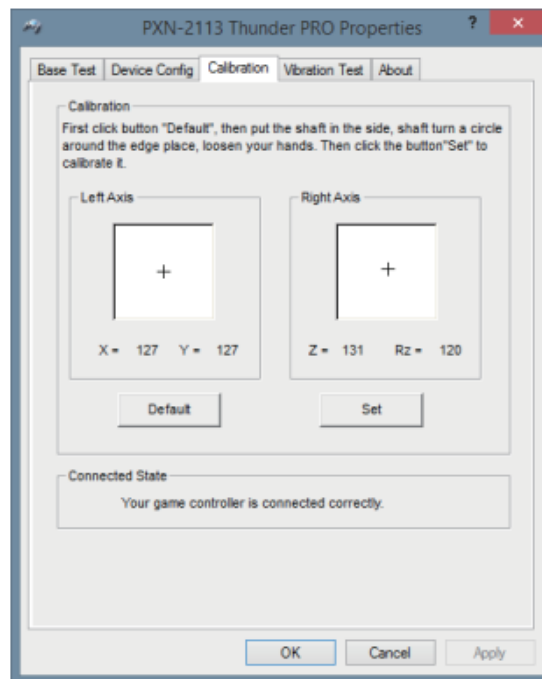 PXN-2113 Thunder PRO Properties ? ×
Base Test Device Config Calibration Vibration Test About
Calibration
First click button "Default", then put the shaft in the side, shaft turn a circle
around the edge place, loosen your hands. Then click the button"Set" to
calibrate it.
Left Axis Right Axis
X = 127 Y = 127 Z = 131 Rz = 120
Default Set
Connected State
Your game controller is connected correctly.
OK Cancel Apply